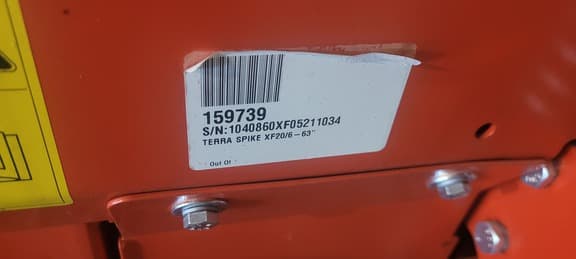 159739
S/N:1040860XF05211034
TERRA SPIKE XF20/6-63"
Out Of